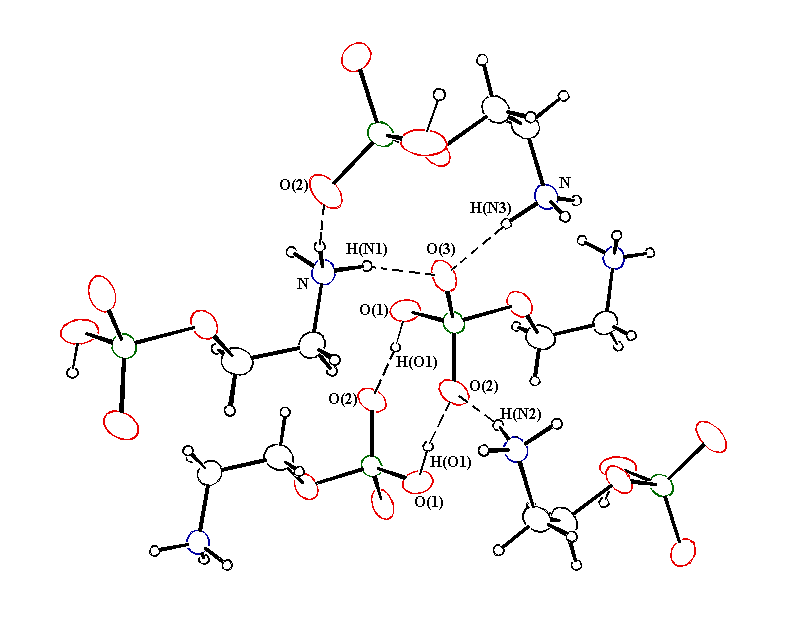 O(2)
N
H(N3)
H(N1)
O(3)
N
O(1)
H(O1)
O(2)
O(2)
H(N2)
H(O1)
O(1)